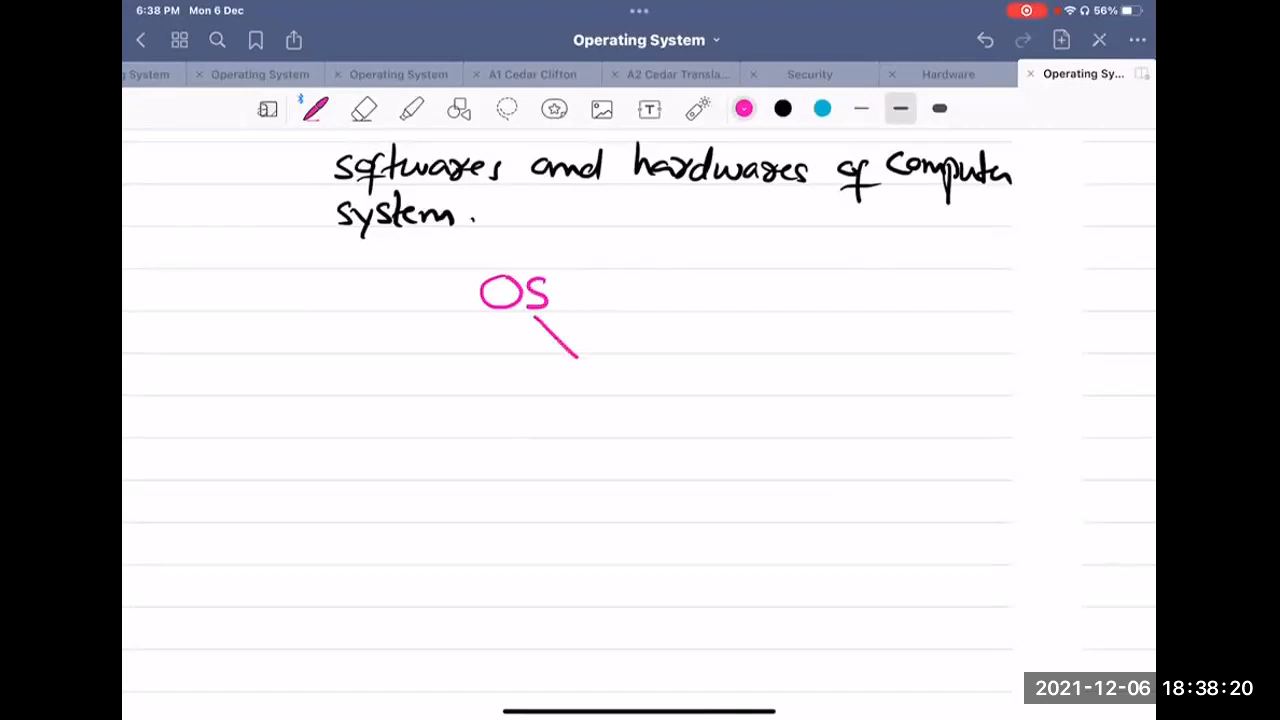 6:38 PM Mon 6 Dec
56%
Operating System
g System
Operating System
Operating System
A1 Cedar Clifton
A2 Cedar Transla...
Security
Hardware
Operating Sy...
softwares and hardwares of computer
system.
OS
2021-12-06 18:38:20